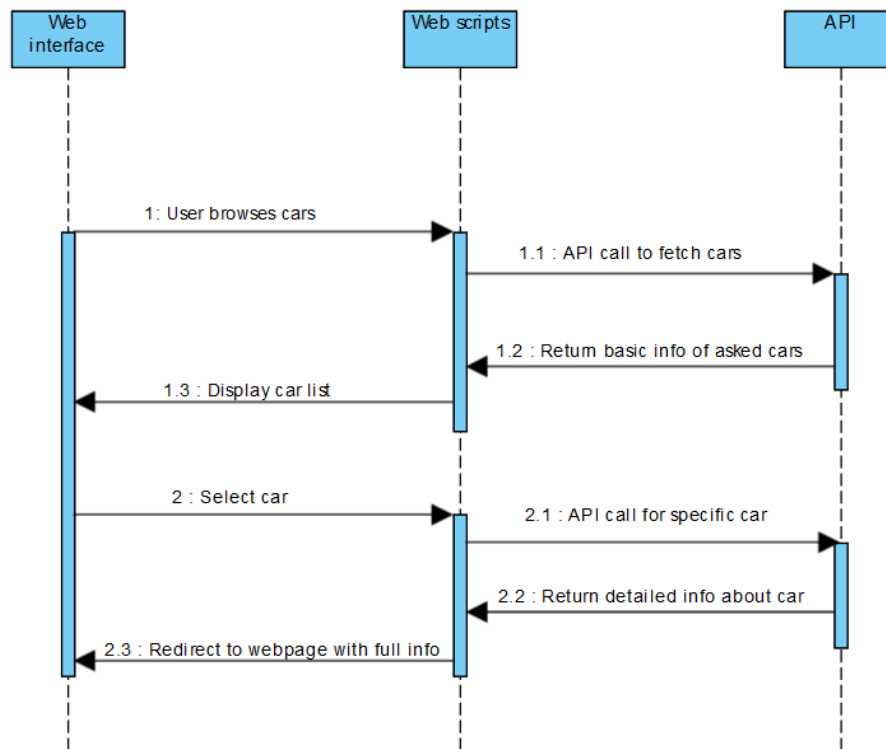 Web
interface
Web scripts
API
1: User browses cars
1.1 : API call to fetch cars
1.2 : Return basic info of asked cars
1.3 : Display car list
2 : Select car
2.1 : API call for specific car
2.2 : Return detailed info about car
2.3 : Redirect to webpage with full info